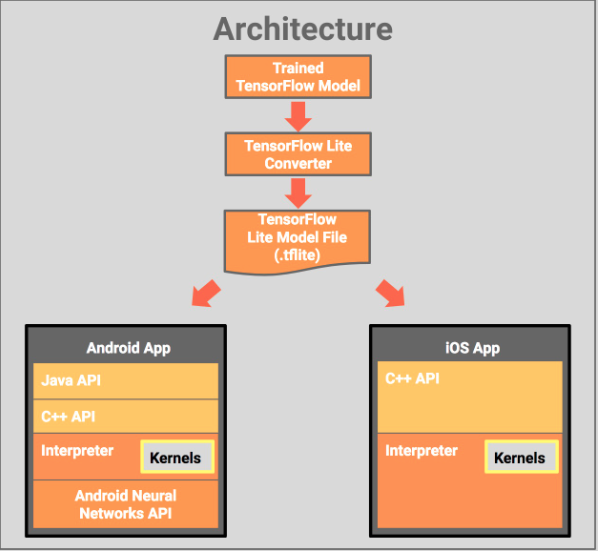 Architecture
Trained
TensorFlow Model
TensorFlow Lite
Converter
TensorFlow
Lite Model File
(.tflite)
Android App
Java API
C++ API
Interpreter
Kernels
Android Neural
Networks API
iOS App
C++ API
Interpreter
Kernels